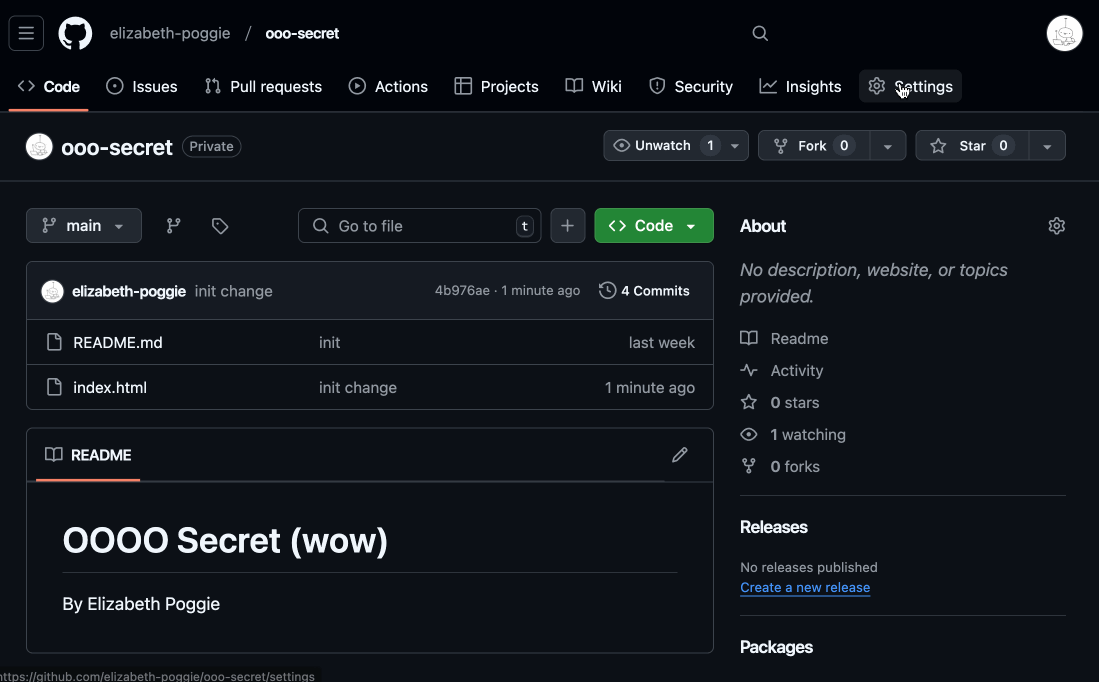 elizabeth-poggie / ooo-secret
Code Issues Pull requests Actions Projects Wiki Security Insights Settings
ooo-secret Private Unwatch 1 Fork 0 Star 0
main Go to file t Code
elizabeth-poggie init change 4b976ae · 1 minute ago 4 Commits
README.md init last week
index.html init change 1 minute ago
README
OOOO Secret (wow)
By Elizabeth Poggie
About
No description, website, or topics
provided.
Readme
Activity
0 stars
1 watching
0 forks
Releases
No releases published
Create a new release
Packages
https://github.com/elizabeth-poggie/ooo-secret/settings